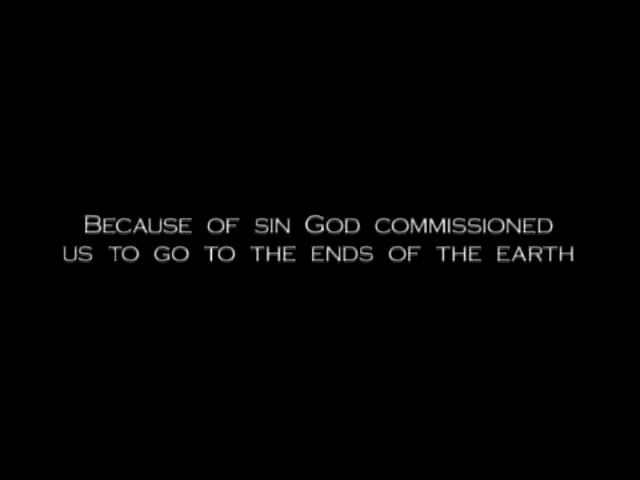 Because of sin God commissioned
us to go to the ends of the earth